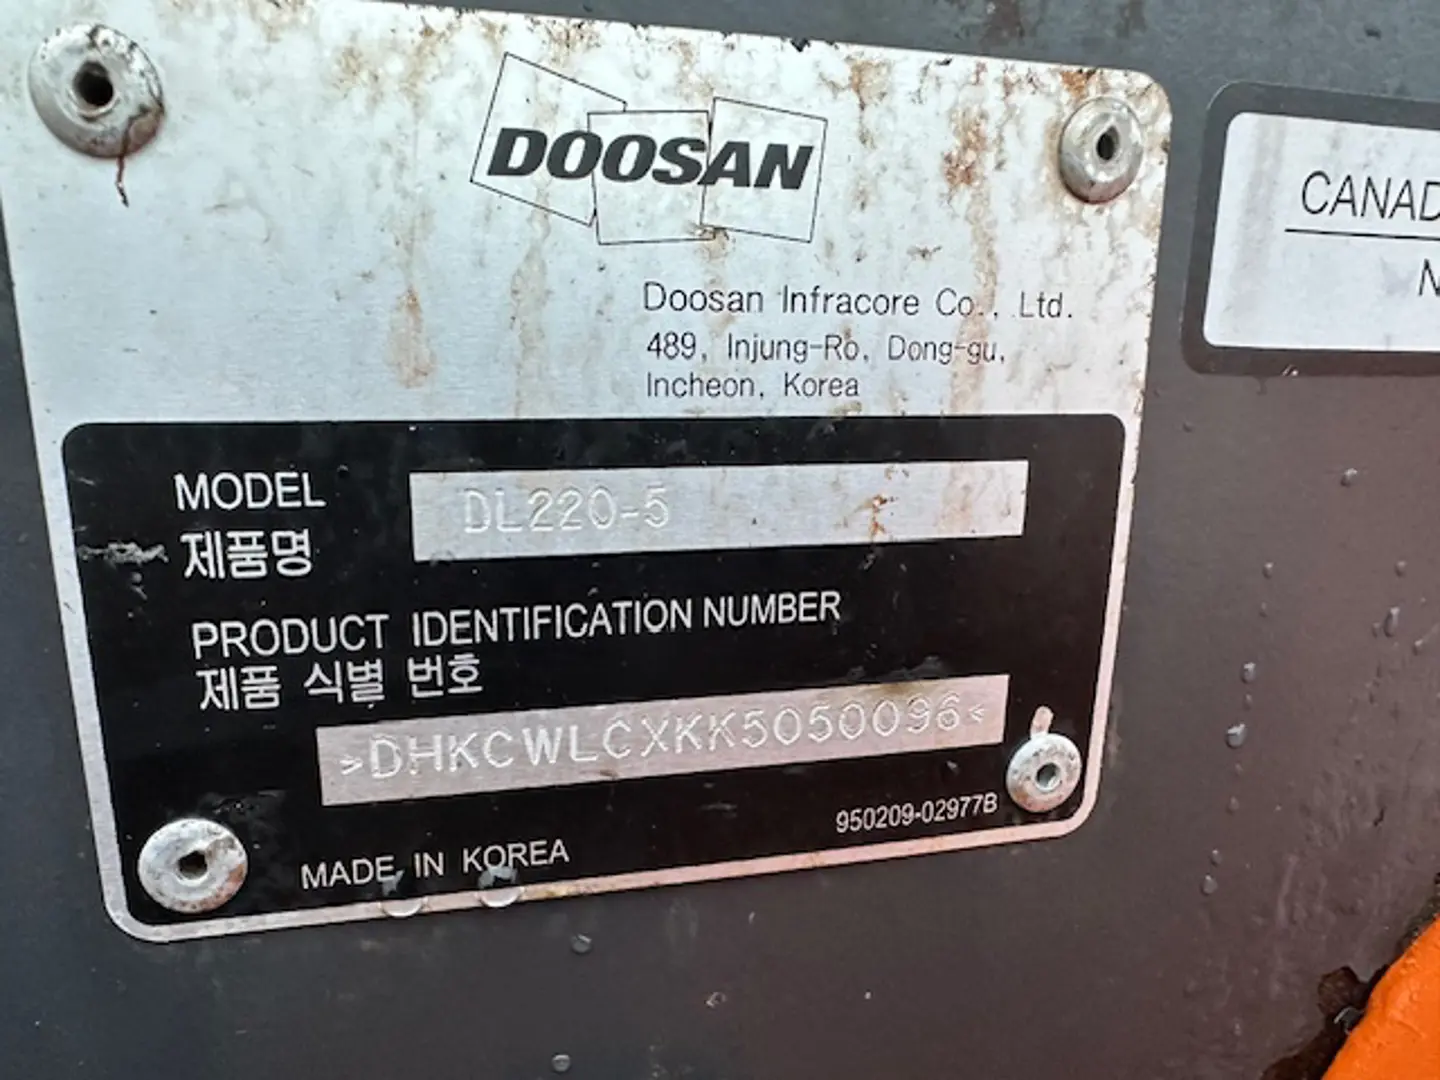 DOOSAN
Doosan Infracore Co., Ltd.
489, Injung-Ro, Dong-gu,
Incheon, Korea
MODEL
제품명
DL220-5
PRODUCT IDENTIFICATION NUMBER
제품 식별 번호
>DHKCWLCXKK5050096<
950209-02977B
MADE IN KOREA
CANAD
N